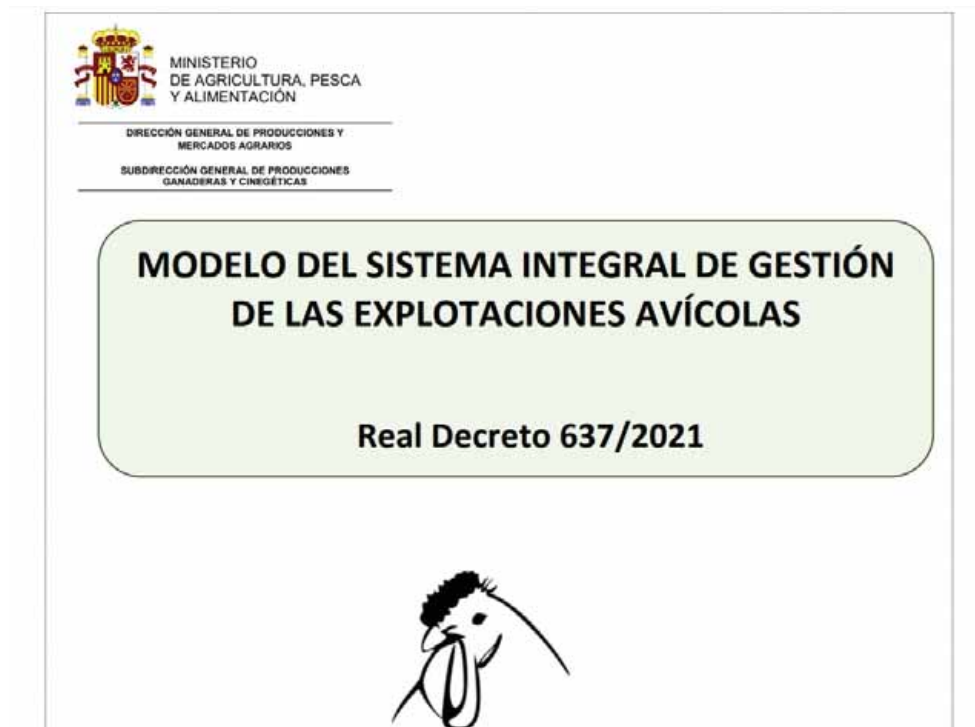 MINISTERIO
DE AGRICULTURA, PESCA
Y ALIMENTACIÓN
DIRECCIÓN GENERAL DE PRODUCCIONES Y
MERCADOS AGRARIOS
SUBDIRECCIÓN GENERAL DE PRODUCCIONES
GANADERAS Y CINEGÉTICAS
MODELO DEL SISTEMA INTEGRAL DE GESTIÓN
DE LAS EXPLOTACIONES AVÍCOLAS
Real Decreto 637/2021